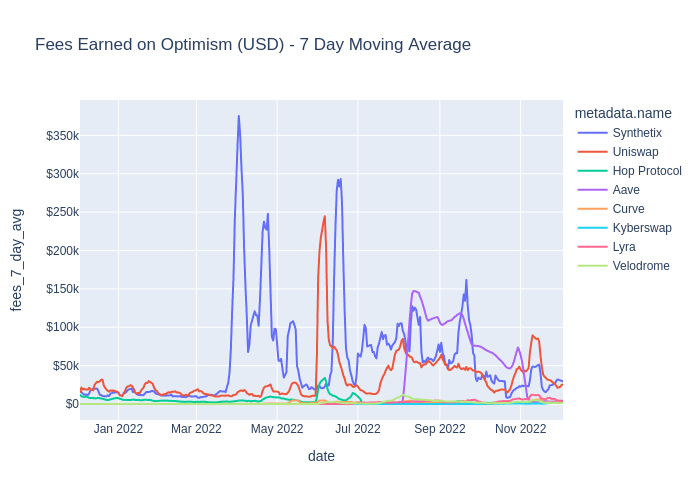 Fees Earned on Optimism (USD) - 7 Day Moving Average
metadata.name
Synthetix
Uniswap
Hop Protocol
Aave
Curve
Kyberswap
Lyra
Velodrome
fees_7_day_avg
$350k
$300k
$250k
$200k
$150k
$100k
$50k
$0
Jan 2022
Mar 2022
May 2022
Jul 2022
Sep 2022
Nov 2022
date